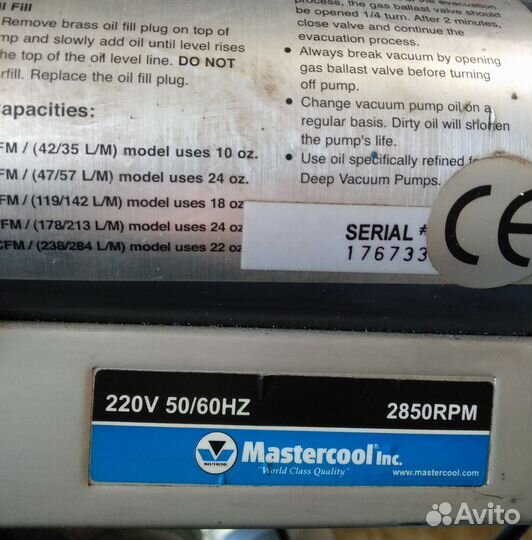 il Fill
Remove brass oil fill plug on top of
mp and slowly add oil until level rises
the top of the oil level line. DO NOT
rfill. Replace the oil fill plug.
apacities:
FM / (42/35 L/M) model uses 10 oz.
FM / (47/57 L/M) model uses 24 oz.
FM / (119/142 L/M) model uses 18 oz
FM / (178/213 L/M) model uses 24 oz
CFM / (238/284 L/M) model uses 22 oz
process, the gas ballast valve should
be opened 1/4 turn. After 2 minutes,
close valve and continue the
evacuation process.
• Always break vacuum by opening
gas ballast valve before turning
off pump.
• Change vacuum pump oil on a
regular basis. Dirty oil will shorten
the pump's life.
• Use oil specifically refined
Deep Vacuum Pumps.
SERIAL #
176733
CE
220V 50/60HZ
2850RPM
MASTERCOOL
Mastercool Inc.
"World Class Quality"
www.mastercool.com
Avito